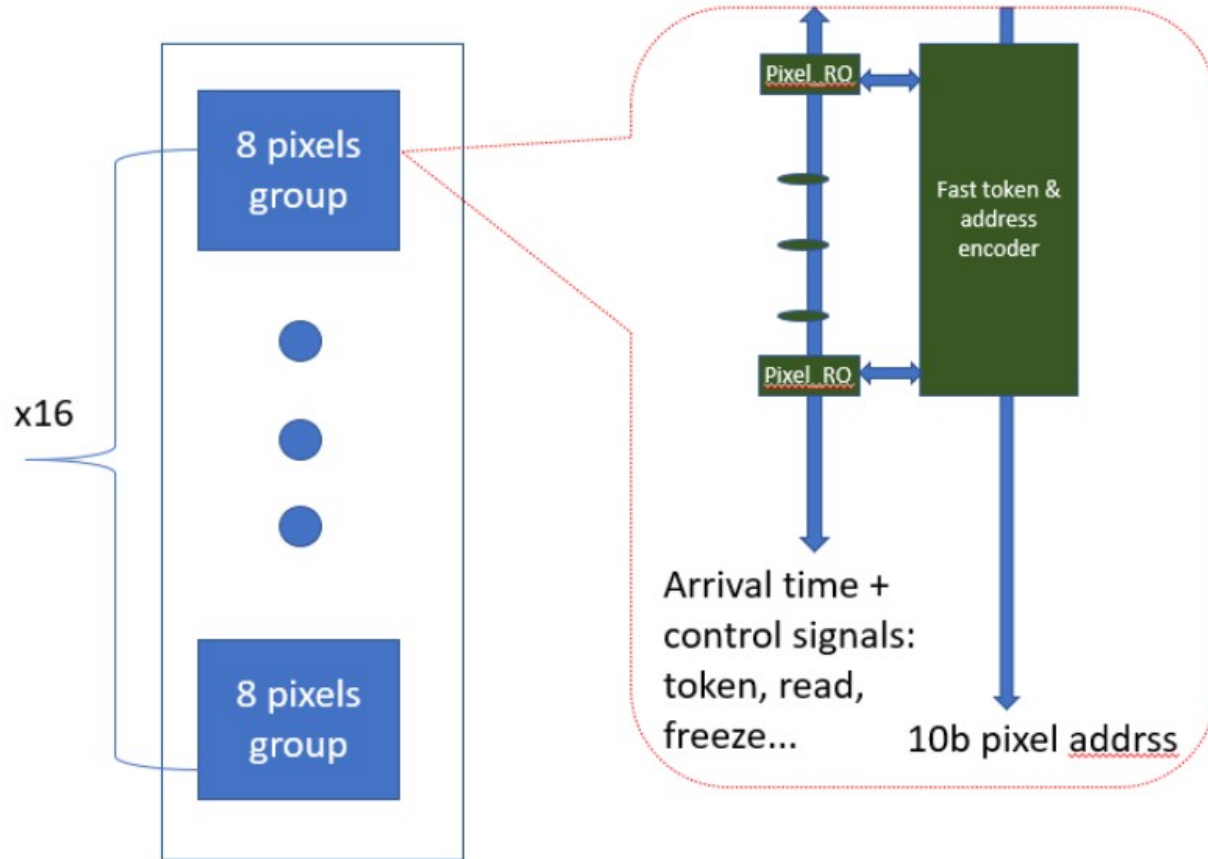 8 pixels
group
x16
8 pixels
group
Pixel_RO
Fast token &
address
encoder
Pixel_RO
Arrival time +
control signals:
token, read,
freeze...
10b pixel addrss